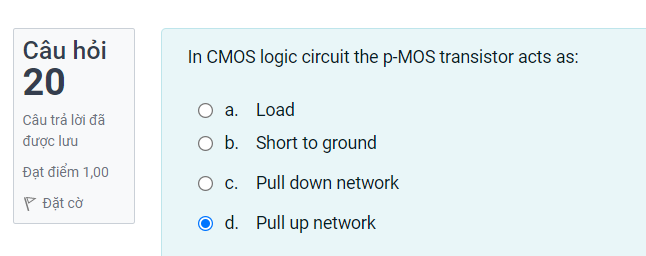 Câu hỏi
20
Câu trả lời đã
được lưu
Đạt điểm 1,00
Đặt cờ
In CMOS logic circuit the p-MOS transistor acts as:
a. Load
b. Short to ground
c. Pull down network
d. Pull up network